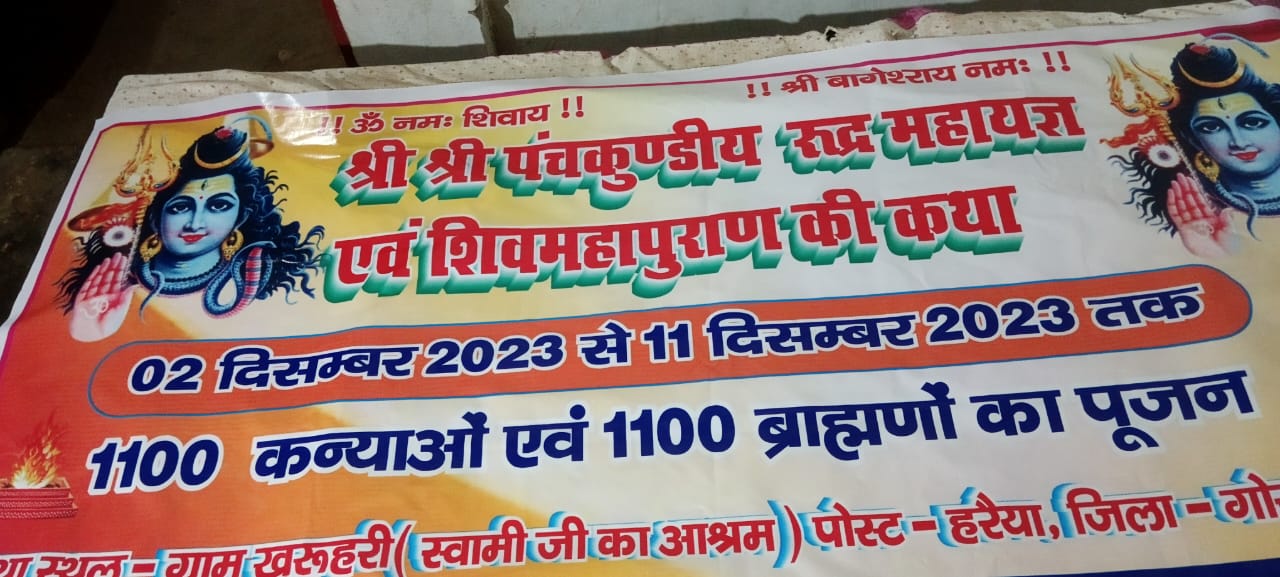 !! ॐ नमः शिवाय !!
!! श्री बागेश्राय नमः !!
श्री श्री पंचकुण्डीय रूद्र महायज्ञ
एवं शिवमहापुराण की कथा
02 दिसम्बर 2023 से 11 दिसम्बर 2023 तक
1100 कन्याओं एवं 1100 ब्राह्मणों का पूजन
स्थल - ग्राम खरूहरी ( स्वामी जी का आश्रम ) पोस्ट - हरैया, जिला -